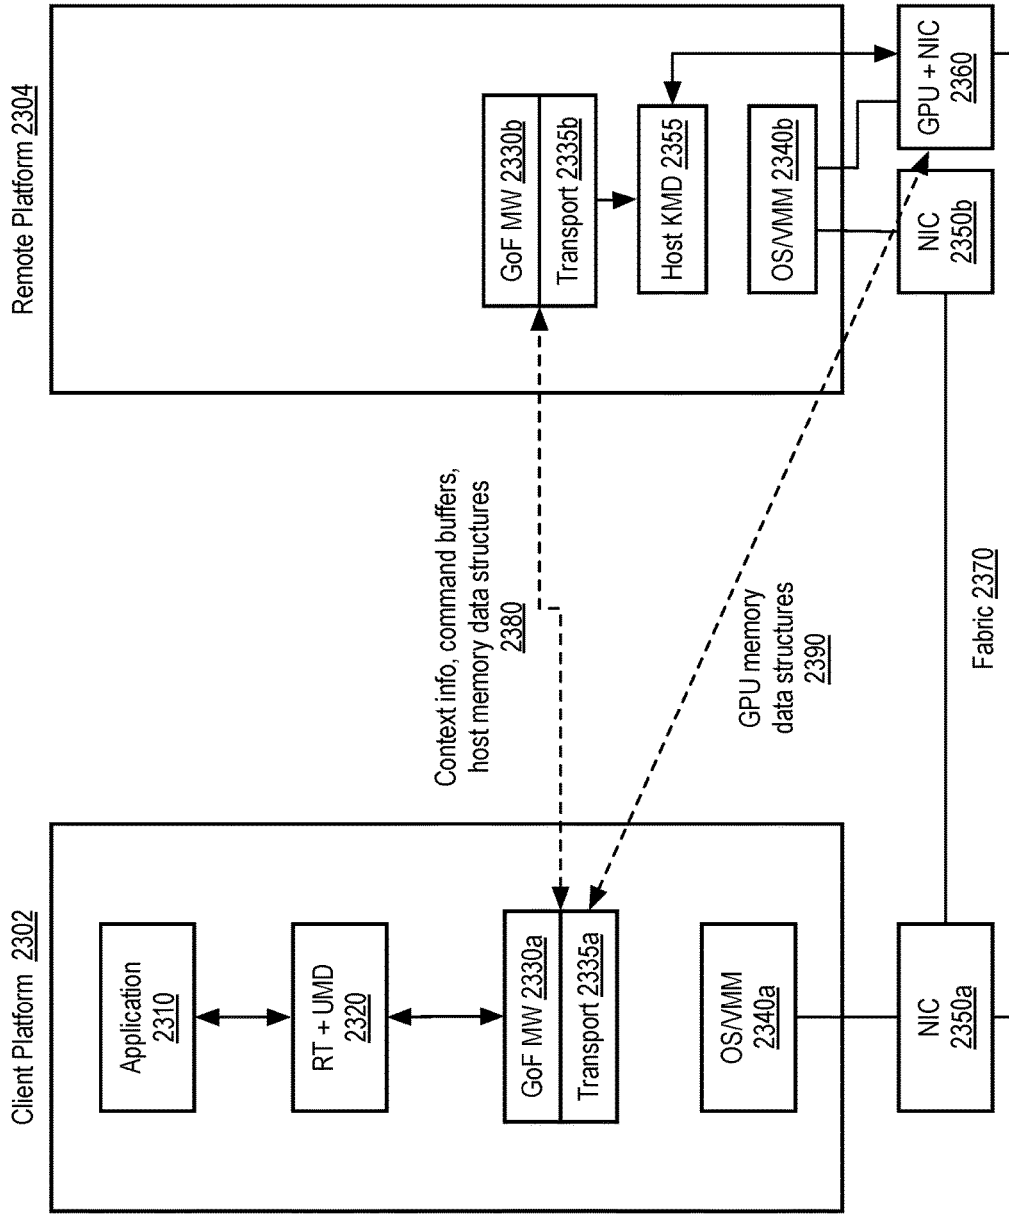 Client Platform 2302
Application
2310
RT + UMD
2320
GoF MW 2330a
Transport 2335a
OS/VMM
2340a
NIC
2350a
Context info, command buffers,
host memory data structures
2380
GPU memory
data structures
2390
Fabric 2370
Remote Platform 2304
GoF MW 2330b
Transport 2335b
Host KMD 2355
OS/VMM 2340b
NIC
2350b
GPU + NIC
2360